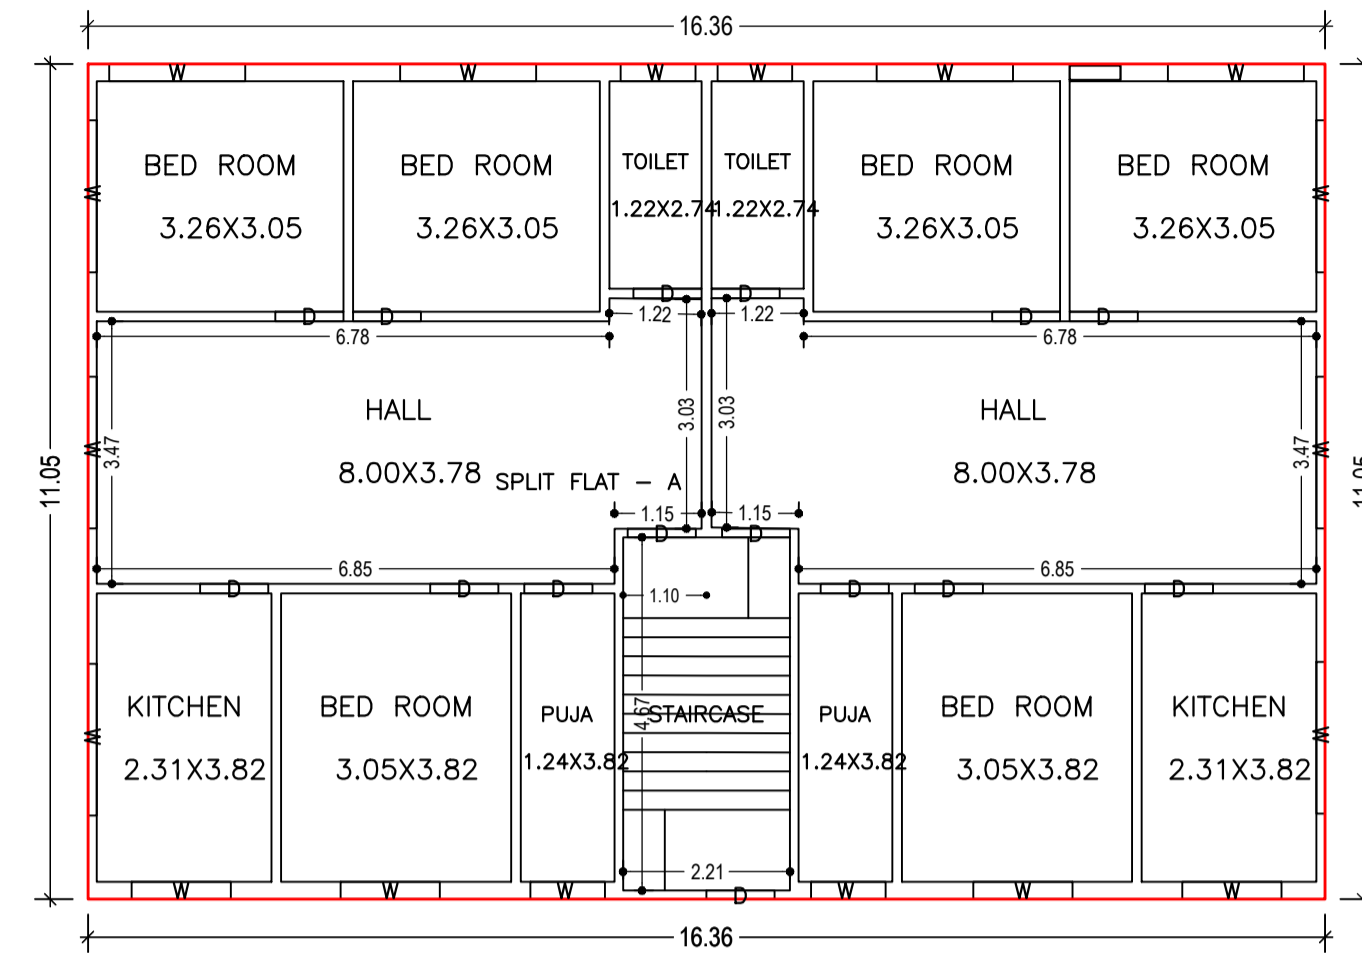 16.36
W W W W W W
BED ROOM BED ROOM TOILET TOILET BED ROOM BED ROOM
W W
3.26X3.05 3.26X3.05 1.22X2.74 1.22X2.74 3.26X3.05 3.26X3.05
D D
D D D D
1.22 1.22
6.78 6.78
HALL HALL
3.03 3.03
11.05 W 3.47 3.47 W 11.05
8.00X3.78 SPLIT FLAT - A 8.00X3.78
1.15 1.15
D D
6.85 6.85
D D D D D D
1.10
KITCHEN BED ROOM PUJA STAIRCASE PUJA BED ROOM KITCHEN
W 4.67 W
2.31X3.82 3.05X3.82 1.24X3.82 1.24X3.82 3.05X3.82 2.31X3.82
2.21
W W W D W W W
16.36